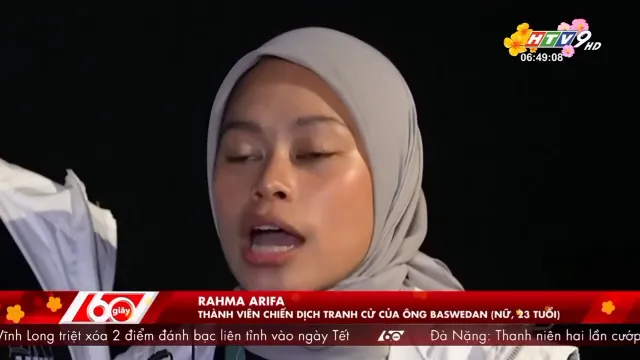 HTV9 HD
06:49:08
60 giây
RAHMA ARIFA
THÀNH VIÊN CHIẾN DỊCH TRANH CỬ CỦA ÔNG BASWEDAN (NỮ, 23 TUỔI)
Vĩnh Long triệt xóa 2 điểm đánh bạc liên tỉnh vào ngày Tết 60 Đà Nẵng: Thanh niên hai lần cướp